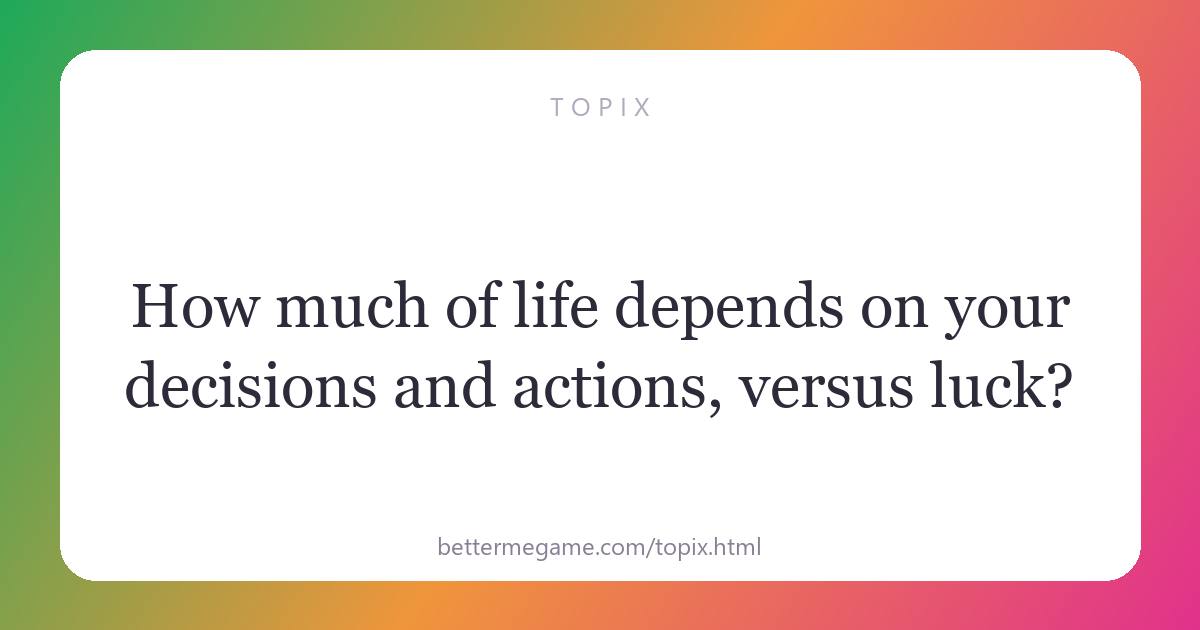 TOPIX
How much of life depends on your
decisions and actions, versus luck?
bettermegame.com/topix.html